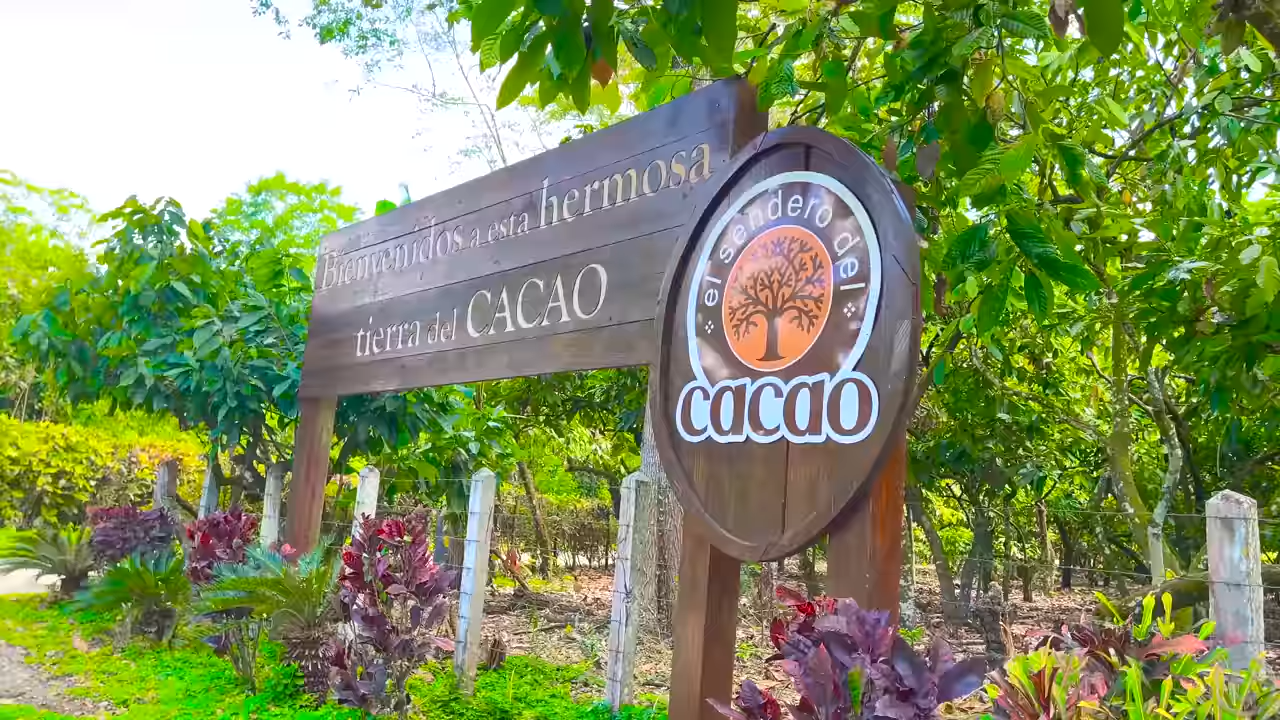 Bienvenidos a esta hermosa
tierra del CACAO
el sendero del
cacao